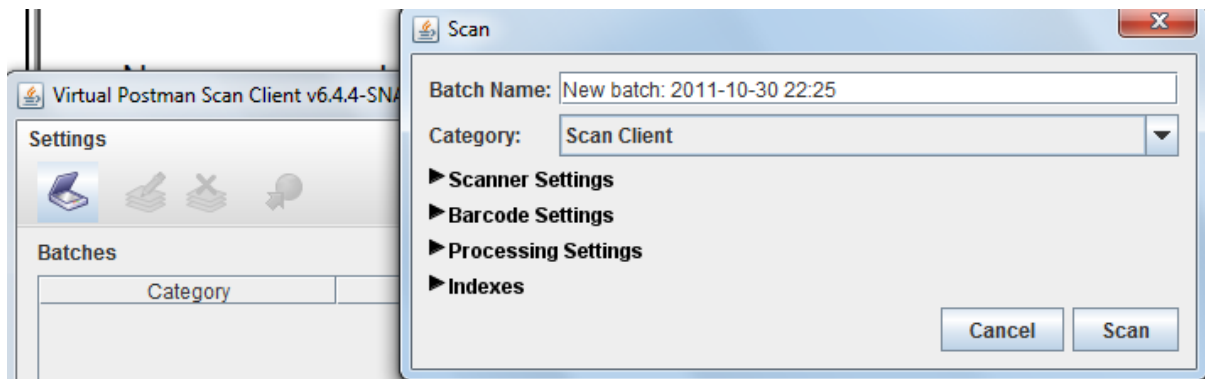 Virtual Postman Scan Client v6.4.4-SNA
Settings
Batches
Category
Scan
Batch Name: New batch: 2011-10-30 22:25
Category: Scan Client
Scanner Settings
Barcode Settings
Processing Settings
Indexes
Cancel Scan